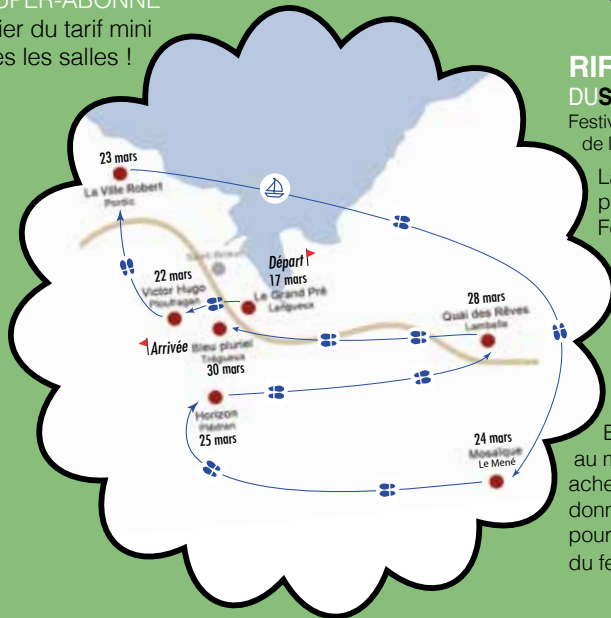 UPER-ABONNÉ
ier du tarif mini
es les salles !
RIF
DUS
Festiv
de l
La
p
F
E
au m
ache
donn
pour
du fe
23 mars
La Ville Robert
Pordic
Saint-Brieuc
Départ
17 mars
Le Grand Pré
Langueux
22 mars
Victor Hugo
Ploufragan
Arrivée
Bleu pluriel
Trégueux
30 mars
28 mars
Quai des Rêves
Lamballe
Horizon
Plédran
25 mars
24 mars
Mosaïque
Le Mené